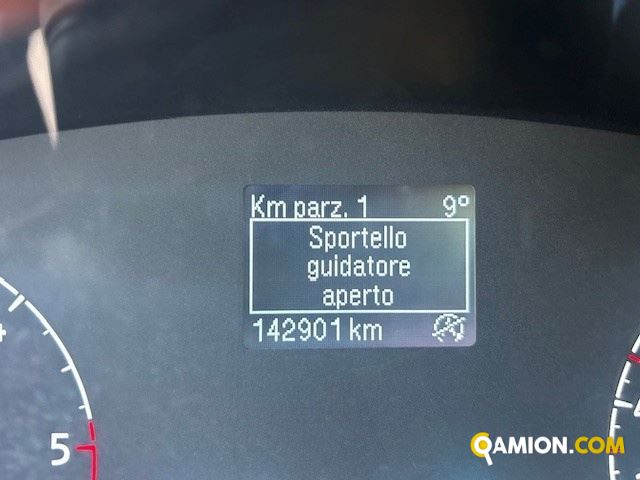 Km parz. 1 9°
Sportello
guidatore
aperto
142901 km
5
QAMION.COM